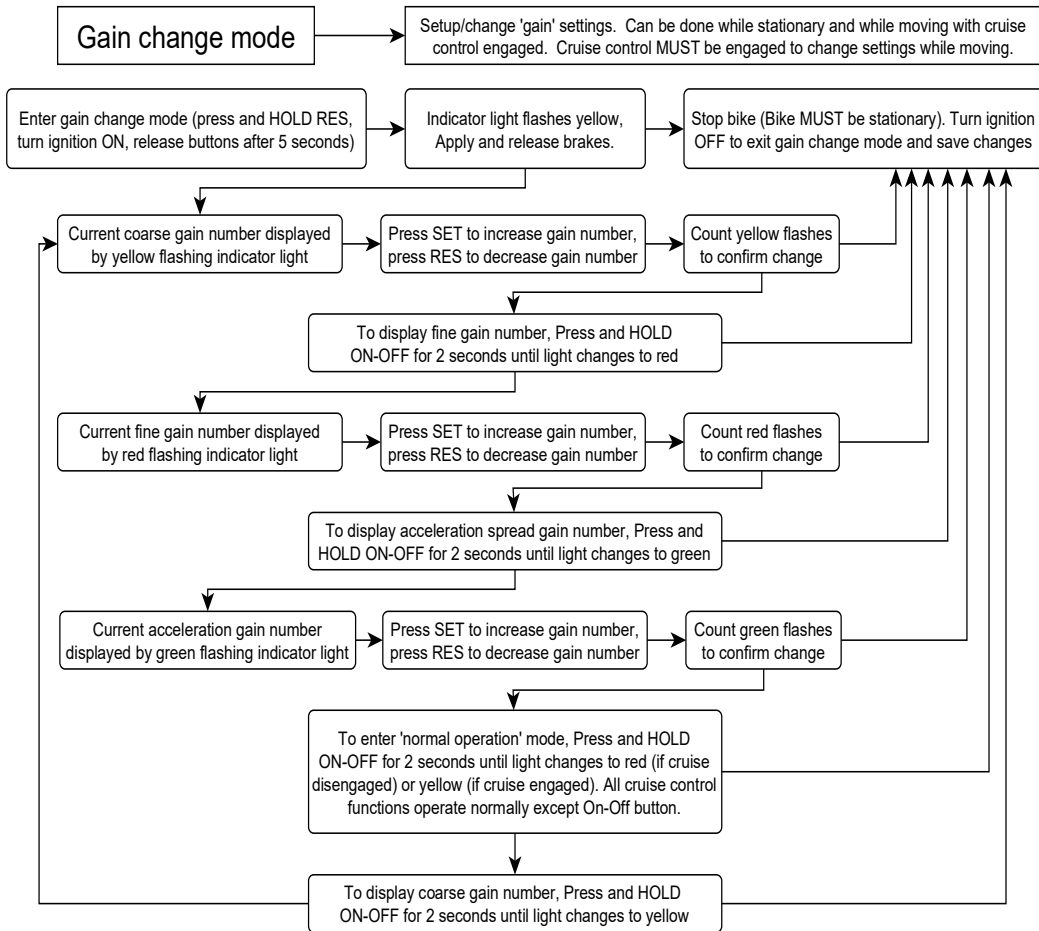 Gain change mode
Setup/change 'gain' settings.  Can be done while stationary and while moving with cruise
control engaged.  Cruise control MUST be engaged to change settings while moving.
Enter gain change mode (press and HOLD RES,
turn ignition ON, release buttons after 5 seconds)
Indicator light flashes yellow,
Apply and release brakes.
Stop bike (Bike MUST be stationary). Turn ignition
OFF to exit gain change mode and save changes
Current coarse gain number displayed
by yellow flashing indicator light
Press SET to increase gain number,
press RES to decrease gain number
Count yellow flashes
to confirm change
To display fine gain number, Press and HOLD
ON-OFF for 2 seconds until light changes to red
Current fine gain number displayed
by red flashing indicator light
Press SET to increase gain number,
press RES to decrease gain number
Count red flashes
to confirm change
To display acceleration spread gain number, Press and
HOLD ON-OFF for 2 seconds until light changes to green
Current acceleration gain number
displayed by green flashing indicator light
Press SET to increase gain number,
press RES to decrease gain number
Count green flashes
to confirm change
To enter 'normal operation' mode, Press and HOLD
ON-OFF for 2 seconds until light changes to red (if cruise
disengaged) or yellow (if cruise engaged). All cruise control
functions operate normally except On-Off button.
To display coarse gain number, Press and HOLD
ON-OFF for 2 seconds until light changes to yellow